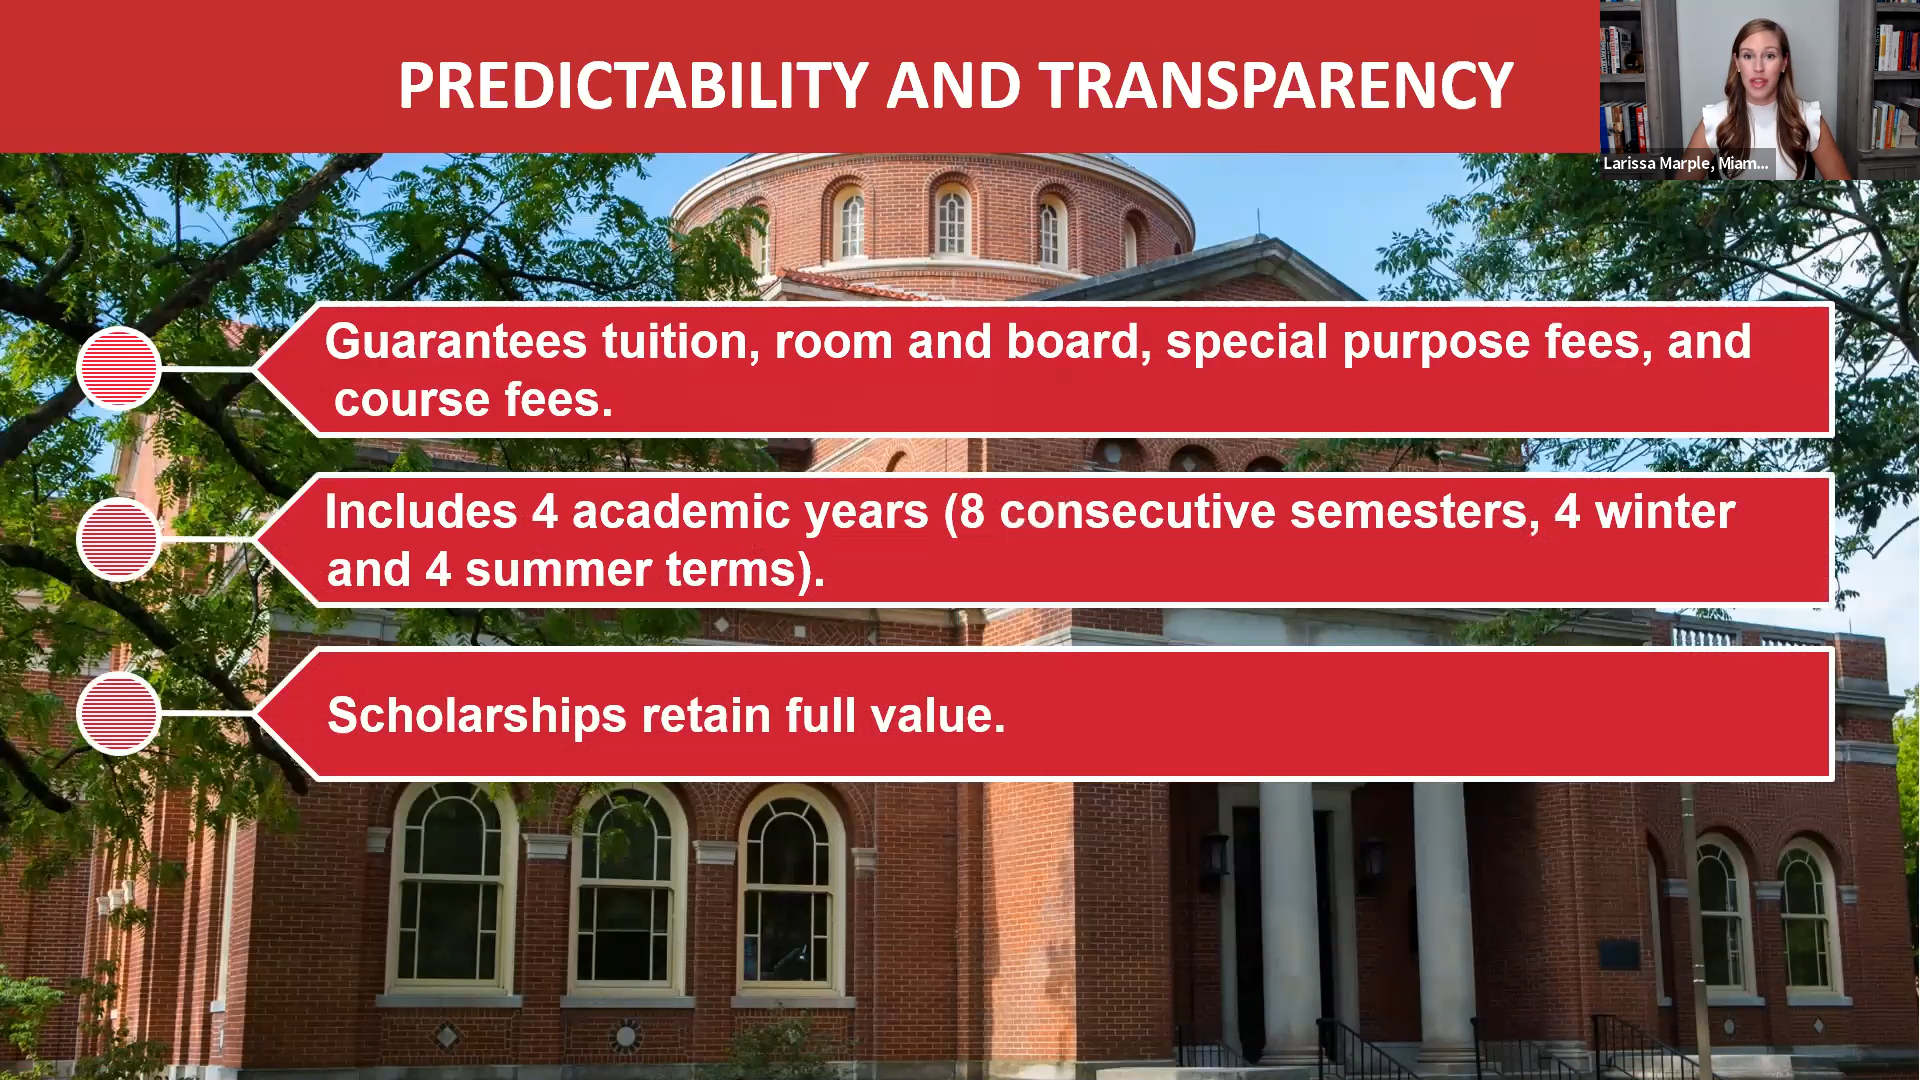 PREDICTABILITY AND TRANSPARENCY
Larissa Marple, Miam...
Guarantees tuition, room and board, special purpose fees, and
course fees.
Includes 4 academic years (8 consecutive semesters, 4 winter
and 4 summer terms).
Scholarships retain full value.